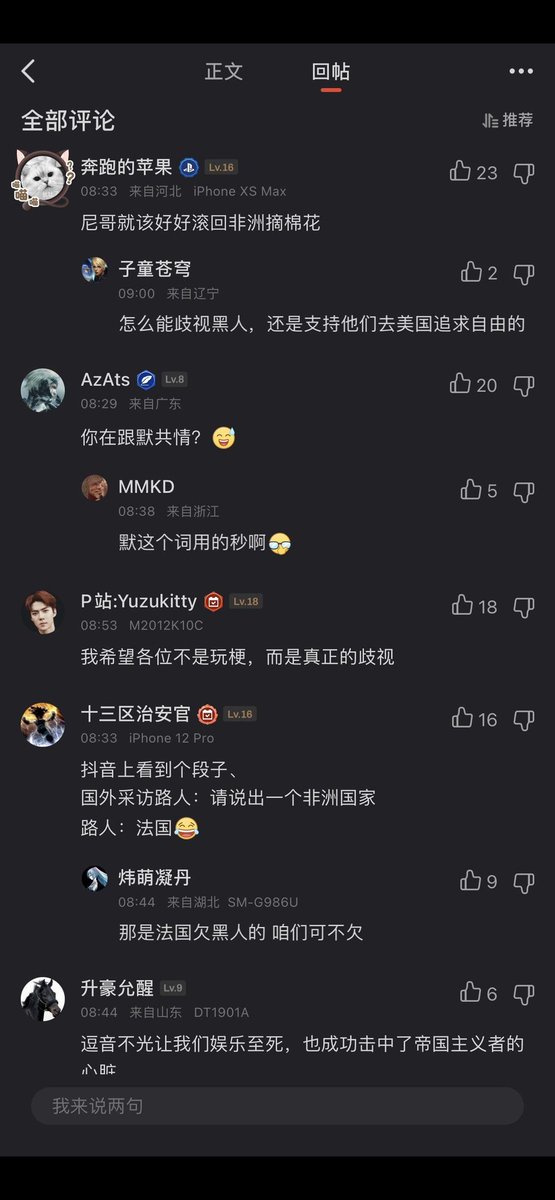 正文
回帖
全部评论
推荐
奔跑的苹果 Lv.16
23
08:33 来自河北 iPhone XS Max
尼哥就该好好滚回非洲摘棉花
子童苍穹
2
09:00 来自辽宁
怎么能歧视黑人，还是支持他们去美国追求自由的
AzAts Lv.8
20
08:29 来自广东
你在跟默共情？
MMKD
5
08:38 来自浙江
默这个词用的秒啊
P站:Yuzukitty Lv.18
18
08:53 M2012K10C
我希望各位不是玩梗，而是真正的歧视
十三区治安官 Lv.16
16
08:33 iPhone 12 Pro
抖音上看到个段子、
国外采访路人：请说出一个非洲国家
路人：法国
炜萌凝丹
9
08:44 来自湖北 SM-G986U
那是法国欠黑人的 咱们可不欠
升豪允醒 Lv.9
6
08:44 来自山东 DT1901A
逗音不光让我们娱乐至死，也成功击中了帝国主义者的
心脏
我来说两句